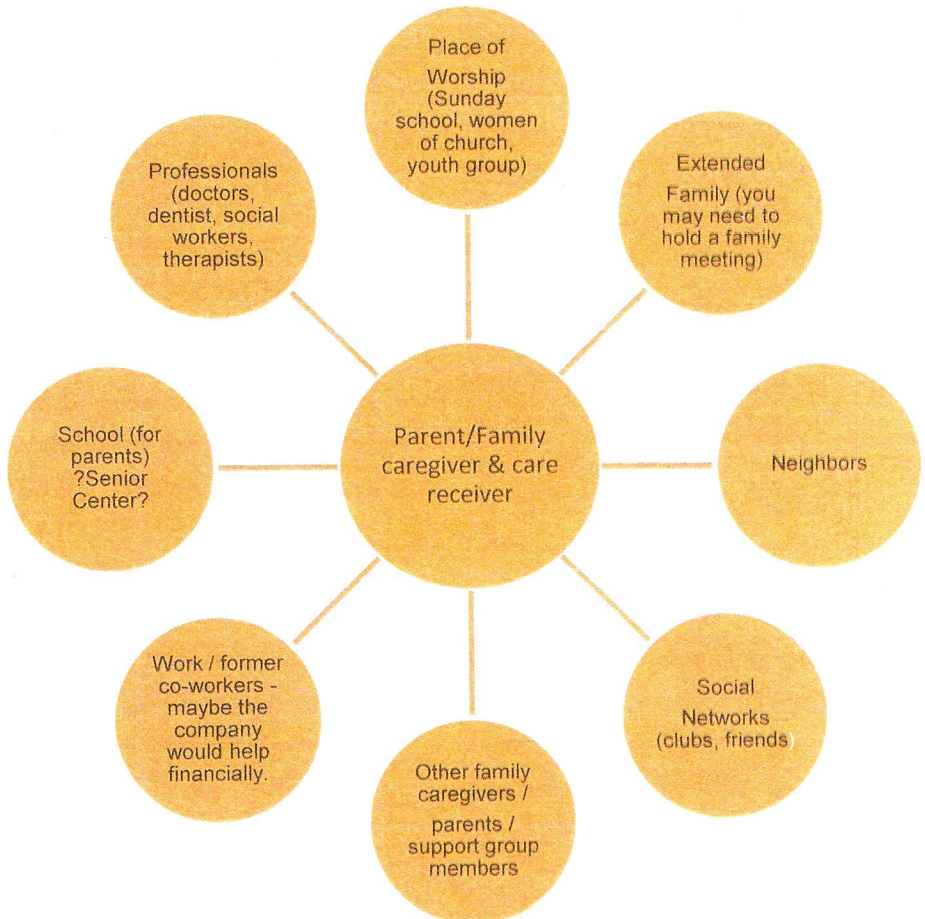 Place of
Worship
(Sunday
school, women
of church,
youth group)
Extended
Family (you
may need to
hold a family
meeting)
Neighbors
Social
Networks
(clubs, friends)
Other family
caregivers /
parents /
support group
members
Work / former
co-workers -
maybe the
company
would help
financially.
School (for
parents)
?Senior
Center?
Professionals
(doctors,
dentist, social
workers,
therapists)
Parent/Family
caregiver & care
receiver